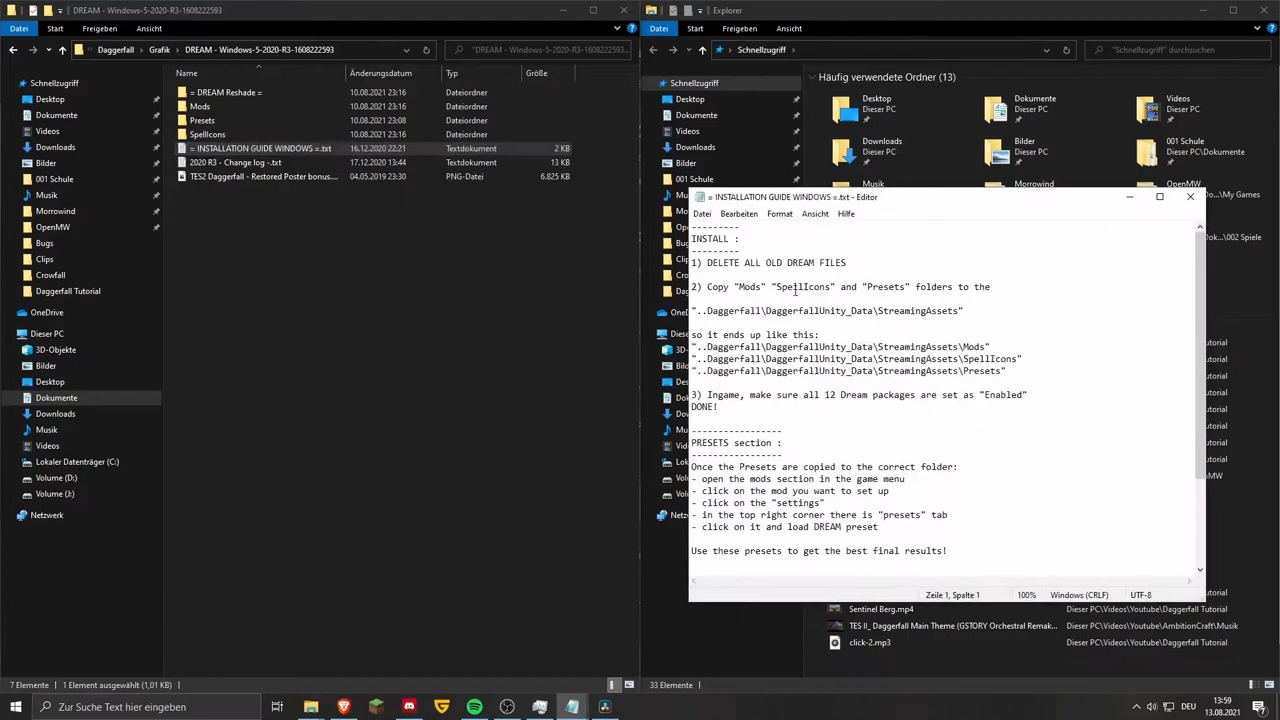 DREAM - Windows-5-2020-R3-1608222593
Datei Start Freigeben Ansicht
Daggerfall > Grafik > DREAM - Windows-5-2020-R3-1608222593
"DREAM - Windows-5-2020-R3-1608222593...
Schnellzugriff
Desktop
Dokumente
Videos
Downloads
Bilder
001 Schule
Musik
Morrowind
OpenMW
Bugs
Clips
Crowfall
Daggerfall Tutorial
OneDrive
Dieser PC
3D-Objekte
Bilder
Desktop
Dokumente
Downloads
Musik
Videos
Lokaler Datenträger (C:)
Volume (D:)
Volume (J:)
Netzwerk
Name Änderungsdatum Typ Größe
= DREAM Reshade = 10.08.2021 23:16 Dateiordner
Mods 10.08.2021 23:16 Dateiordner
Presets 10.08.2021 23:08 Dateiordner
SpellIcons 10.08.2021 23:16 Dateiordner
= INSTALLATION GUIDE WINDOWS =.txt 16.12.2020 22:21 Textdokument 2 KB
2020 R3 - Change log -.txt 17.12.2020 13:44 Textdokument 13 KB
TES2 Daggerfall - Restored Poster bonus.... 04.05.2019 23:30 PNG-Datei 6.825 KB
7 Elemente 1 Element ausgewählt (1,01 KB)
Explorer
Datei Start Freigeben Ansicht
Schnellzugriff
"Schnellzugriff" durchsuchen
Schnellzugriff
Desktop
Dokumente
Videos
Downloads
Bilder
001 Schule
Musik
Häufig verwendete Ordner (13)
Desktop
Dieser PC
Dokumente
Dieser PC
Videos
Dieser PC
Downloads
Dieser PC
Bilder
Dieser PC
001 Schule
Dieser PC\Dokumente
Musik
Morrowind
OpenMW
= INSTALLATION GUIDE WINDOWS =.txt - Editor
Datei Bearbeiten Format Ansicht Hilfe
---------
INSTALL :
---------
1) DELETE ALL OLD DREAM FILES
2) Copy "Mods" "SpellIcons" and "Presets" folders to the
"..Daggerfall\DaggerfallUnity_Data\StreamingAssets"
so it ends up like this:
"..Daggerfall\DaggerfallUnity_Data\StreamingAssets\Mods"
"..Daggerfall\DaggerfallUnity_Data\StreamingAssets\SpellIcons"
"..Daggerfall\DaggerfallUnity_Data\StreamingAssets\Presets"
3) Ingame, make sure all 12 Dream packages are set as "Enabled"
DONE!
-----------------
PRESETS section :
-----------------
Once the Presets are copied to the correct folder:
- open the mods section in the game menu
- click on the mod you want to set up
- click on the "settings"
- in the top right corner there is "presets" tab
- click on it and load DREAM preset
Use these presets to get the best final results!
Zeile 1, Spalte 1 100% Windows (CRLF) UTF-8
Sentinel Berg.mp4 Dieser PC\Videos\Youtube\Daggerfall Tutorial
TES II_ Daggerfall Main Theme (GSTORY Orchestral Remak... Dieser PC\Videos\Youtube\AmbitionCraft\Musik
click-2.mp3 Dieser PC\Videos\Youtube\Daggerfall Tutorial
33 Elemente
Zur Suche Text hier eingeben
DEU
13:59
13.08.2021